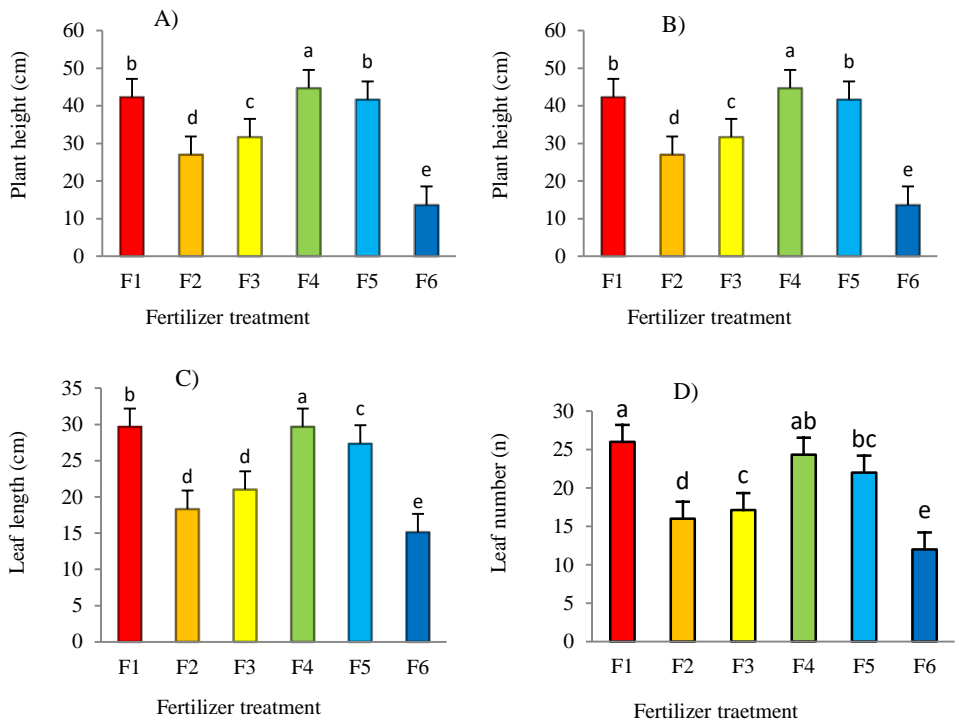 A)
Plant height (cm)
60
50
40
30
20
10
0
b
d
c
a
b
e
F1 F2 F3 F4 F5 F6
Fertilizer treatment
B)
Plant height (cm)
60
50
40
30
20
10
0
b
d
c
a
b
e
F1 F2 F3 F4 F5 F6
Fertilizer treatment
C)
Leaf length (cm)
35
30
25
20
15
10
5
0
b
d
d
a
c
e
F1 F2 F3 F4 F5 F6
Fertilizer treatment
D)
Leaf number (n)
30
25
20
15
10
5
0
a
d
c
ab
bc
e
F1 F2 F3 F4 F5 F6
Fertilizer traetment